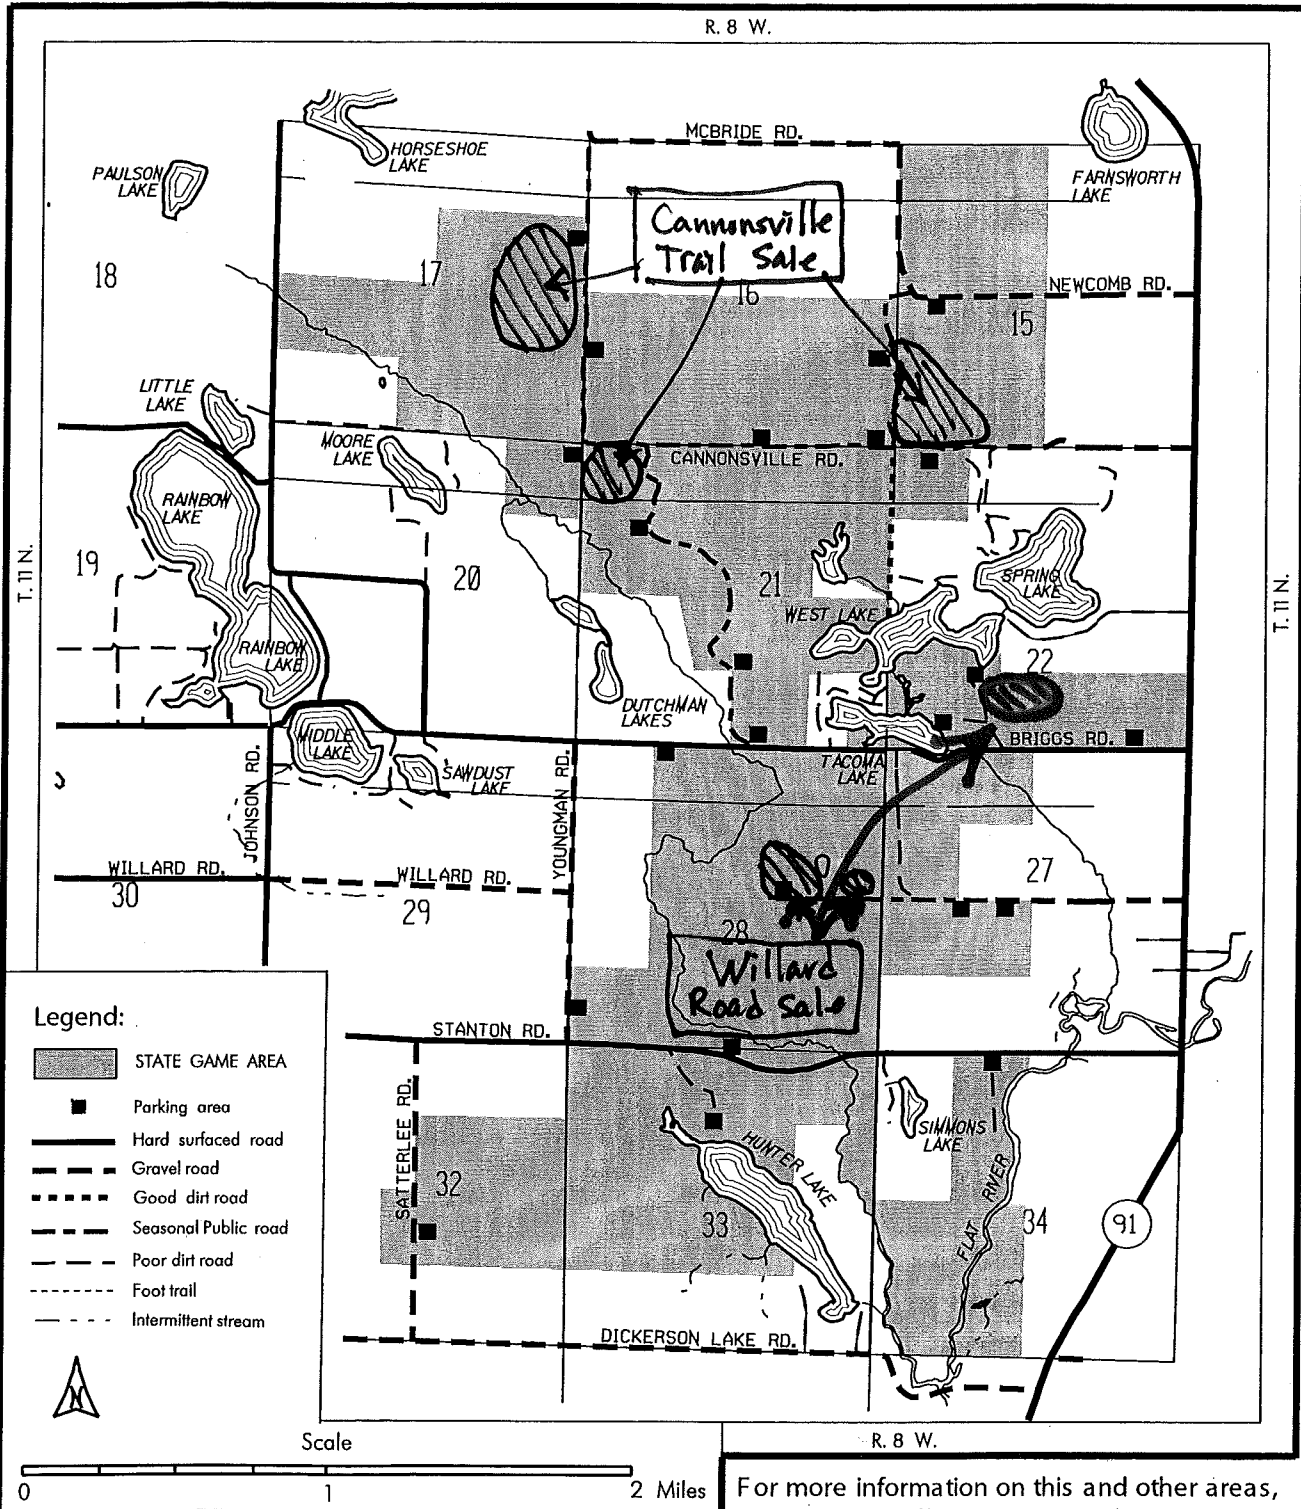 R. 8 W.
MCBRIDE RD.
HORSESHOE
LAKE
PAULSON
LAKE
FARNSWORTH
LAKE
Cannonsville
Trail Sale
18
17
16
NEWCOMB RD.
15
LITTLE
LAKE
MOORE
LAKE
CANNONSVILLE RD.
RAINBOW
LAKE
T. 11 N.
19
20
21
SPRING
LAKE
T. 11 N.
WEST LAKE
RAINBOW
LAKE
22
DUTCHMAN
LAKES
MIDDLE
LAKE
BRIGGS RD.
TACOMA
LAKE
SAWDUST
LAKE
JOHNSON RD.
YOUNGMAN RD.
WILLARD RD.
WILLARD RD.
30
29
27
28
Willard
Road Sale
STANTON RD.
SATTERLEE RD.
SIMMONS
LAKE
HUNTER LAKE
FLAT RIVER
32
33
34
91
DICKERSON LAKE RD.
Legend:
STATE GAME AREA
Parking area
Hard surfaced road
Gravel road
Good dirt road
Seasonal Public road
Poor dirt road
Foot trail
Intermittent stream
N
Scale
R. 8 W.
0 1 2 Miles
For more information on this and other areas,